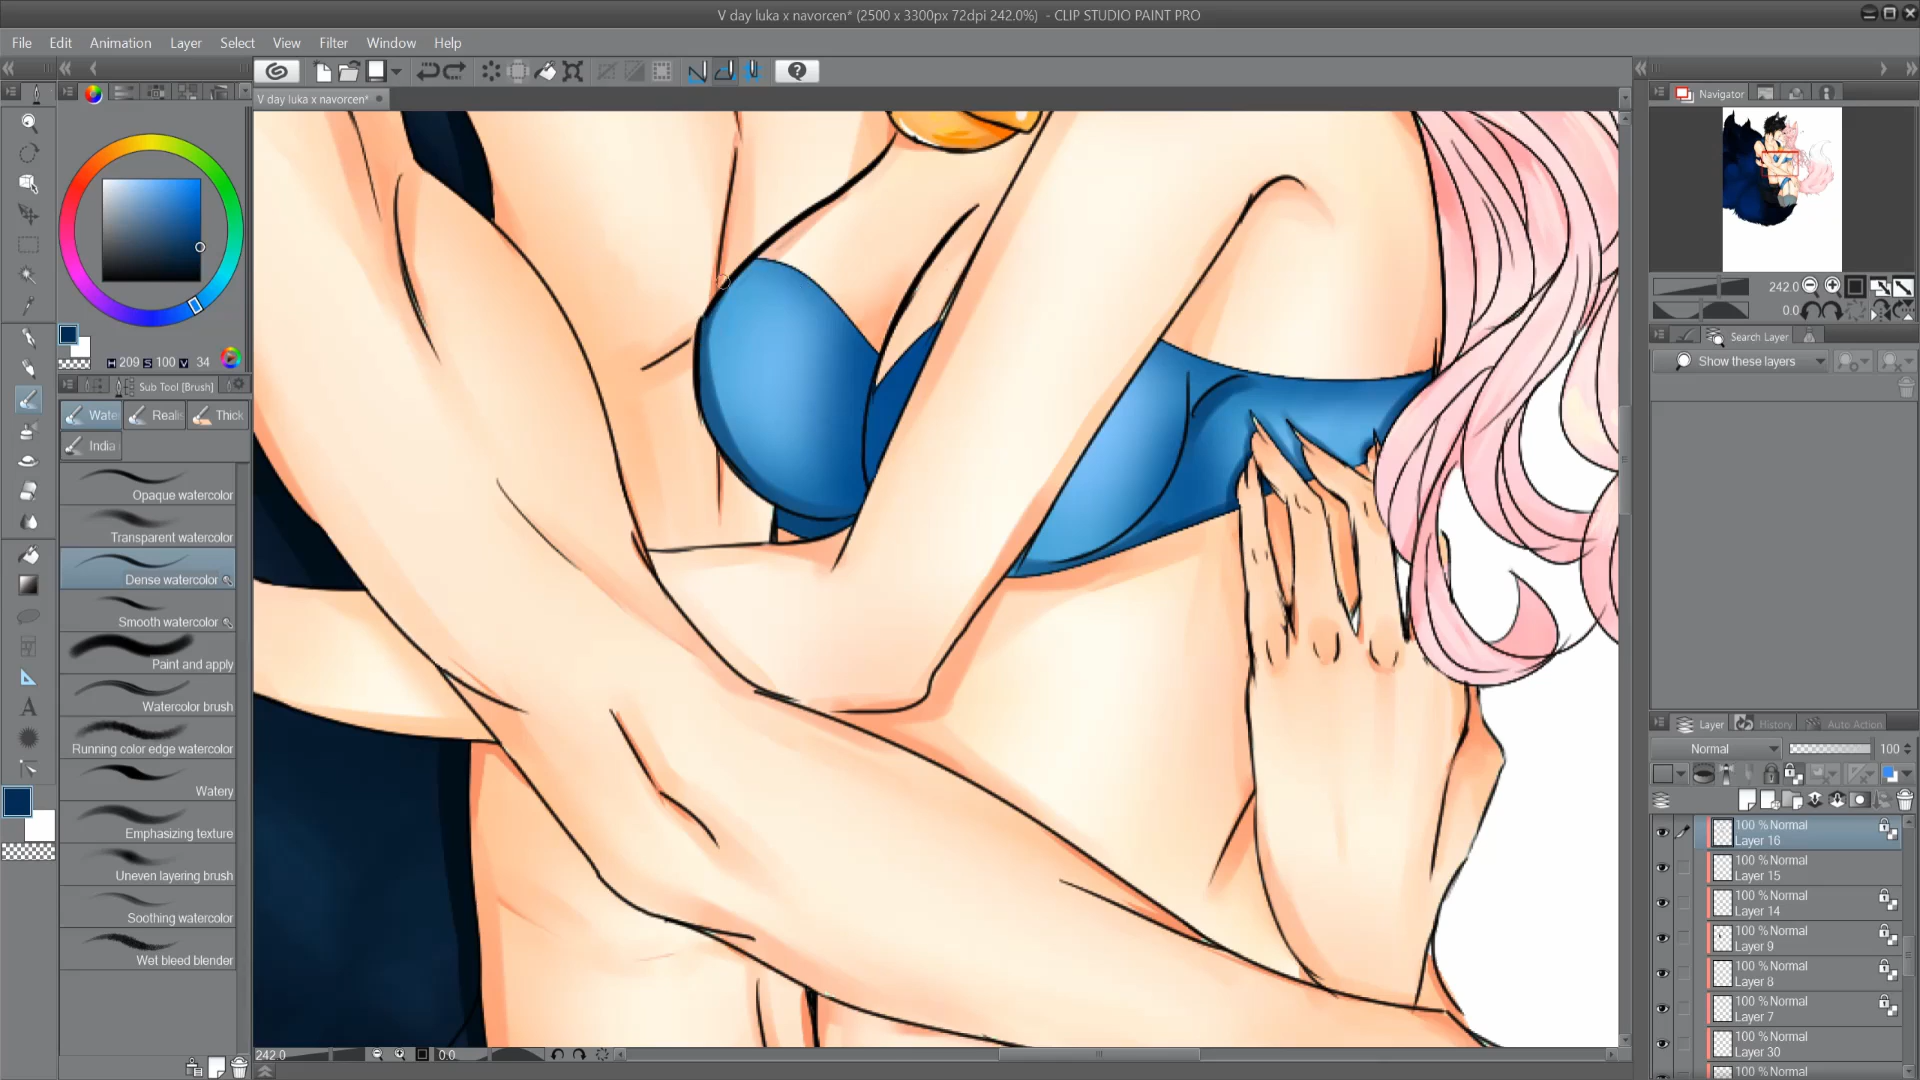 V day luka x navorcen* (2500 x 3300px 72dpi 242.0%) - CLIP STUDIO PAINT PRO
File Edit Animation Layer Select View Filter Window Help
V day luka x navorcen*
Navigator
242.0
0.0
H 209 S 100 V 34
Sub Tool [Brush]
Wate Realis Thick
India
Opaque watercolor
Transparent watercolor
Dense watercolor
Smooth watercolor
Paint and apply
Watercolor brush
Running color edge watercolor
Watery
Emphasizing texture
Uneven layering brush
Soothing watercolor
Wet bleed blender
Search Layer
Show these layers
Layer History Auto Action
Normal 100
100 % Normal
Layer 16
100 % Normal
Layer 15
100 % Normal
Layer 14
100 % Normal
Layer 9
100 % Normal
Layer 8
100 % Normal
Layer 7
100 % Normal
Layer 30
100 % Normal
242.0 0.0